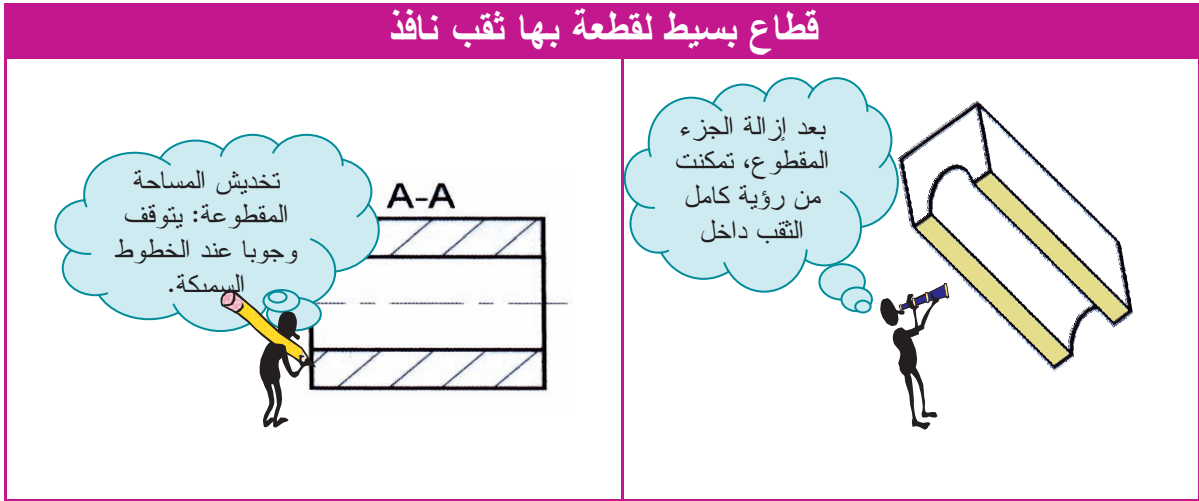 قطاع بسيط لقطعة بها ثقب نافذ
بعد إزالة الجزء
المقطوع، تمكنت
من رؤية كامل
الثقب داخل
تخديش المساحة
المقطوعة: يتوقف
وجوبا عند الخطوط
السميكة.
A-A